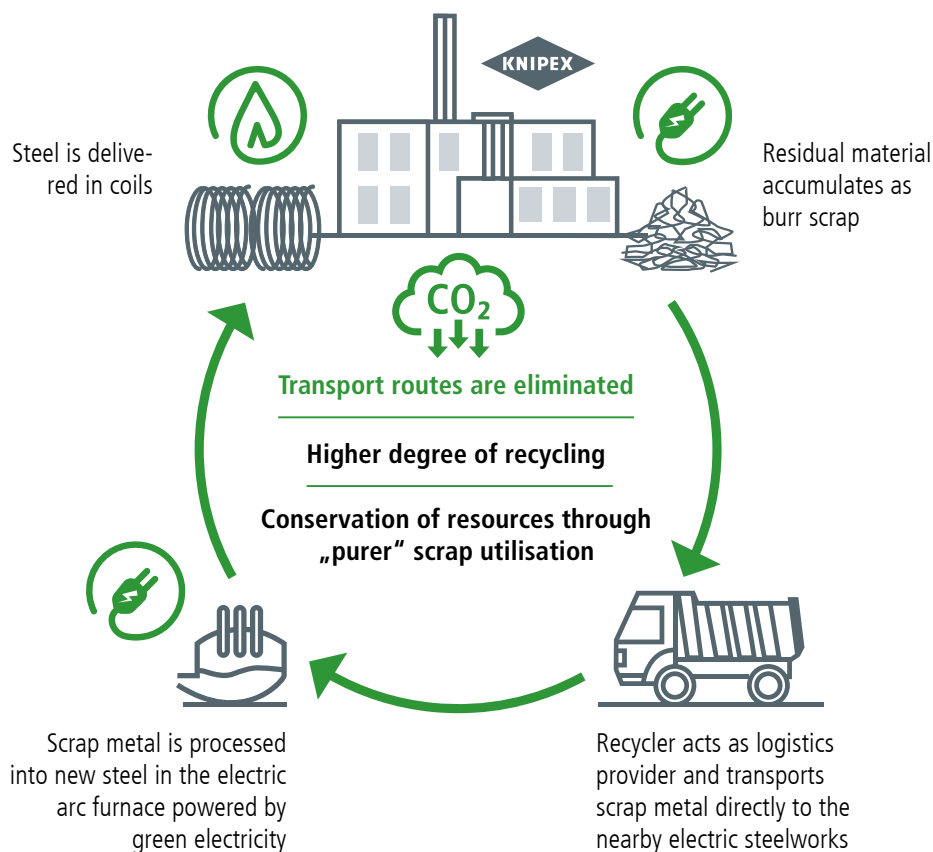 KNIPEX
Steel is delive-
red in coils
Residual material
accumulates as
burr scrap
CO₂
Transport routes are eliminated
Higher degree of recycling
Conservation of resources through
„purer“ scrap utilisation
Scrap metal is processed
into new steel in the electric
arc furnace powered by
green electricity
Recycler acts as logistics
provider and transports
scrap metal directly to the
nearby electric steelworks